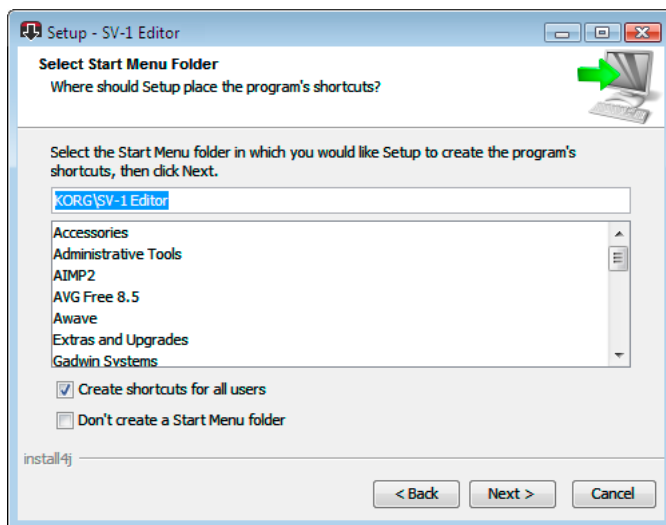 Setup - SV-1 Editor
Select Start Menu Folder
Where should Setup place the program's shortcuts?
Select the Start Menu folder in which you would like Setup to create the program's
shortcuts, then click Next.
KORG\SV-1 Editor
Accessories
Administrative Tools
AIMP2
AVG Free 8.5
Awave
Extras and Upgrades
Gadwin Systems
Create shortcuts for all users
Don't create a Start Menu folder
install4j
< Back Next > Cancel